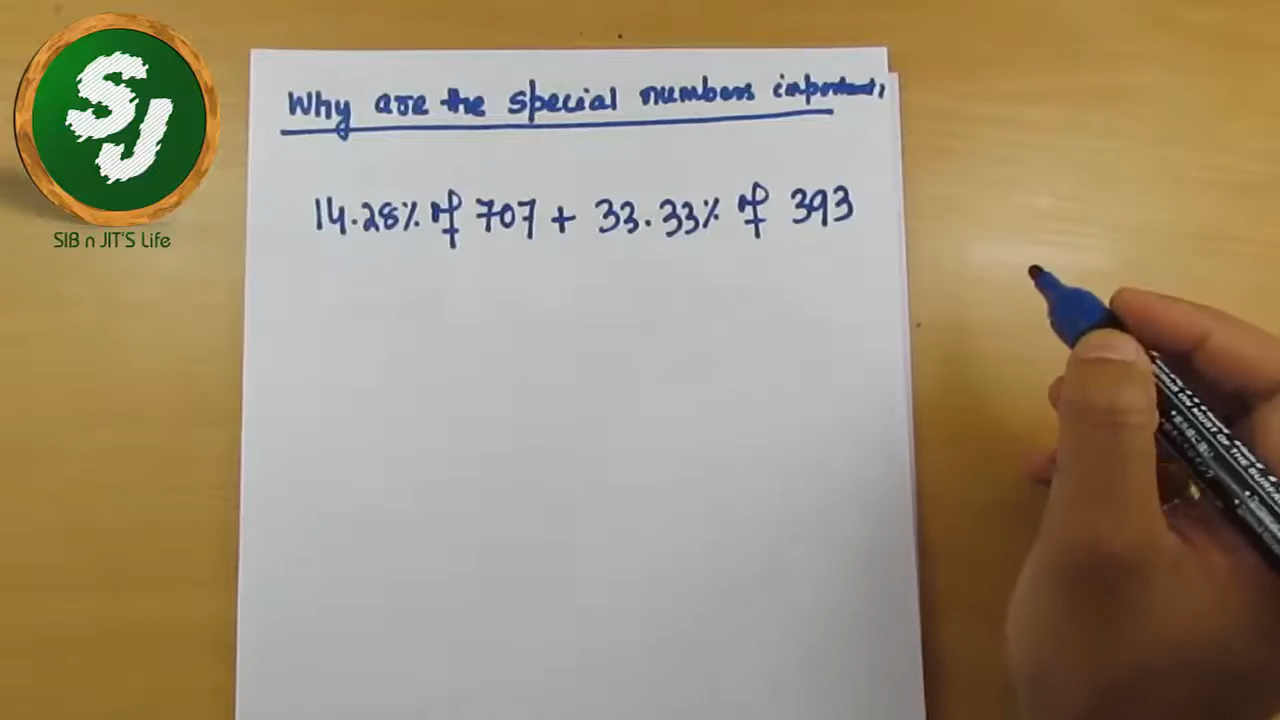 SJ
SIB n JIT'S Life
Why are the special numbers important,
14.28% of 707 + 33.33% of 393